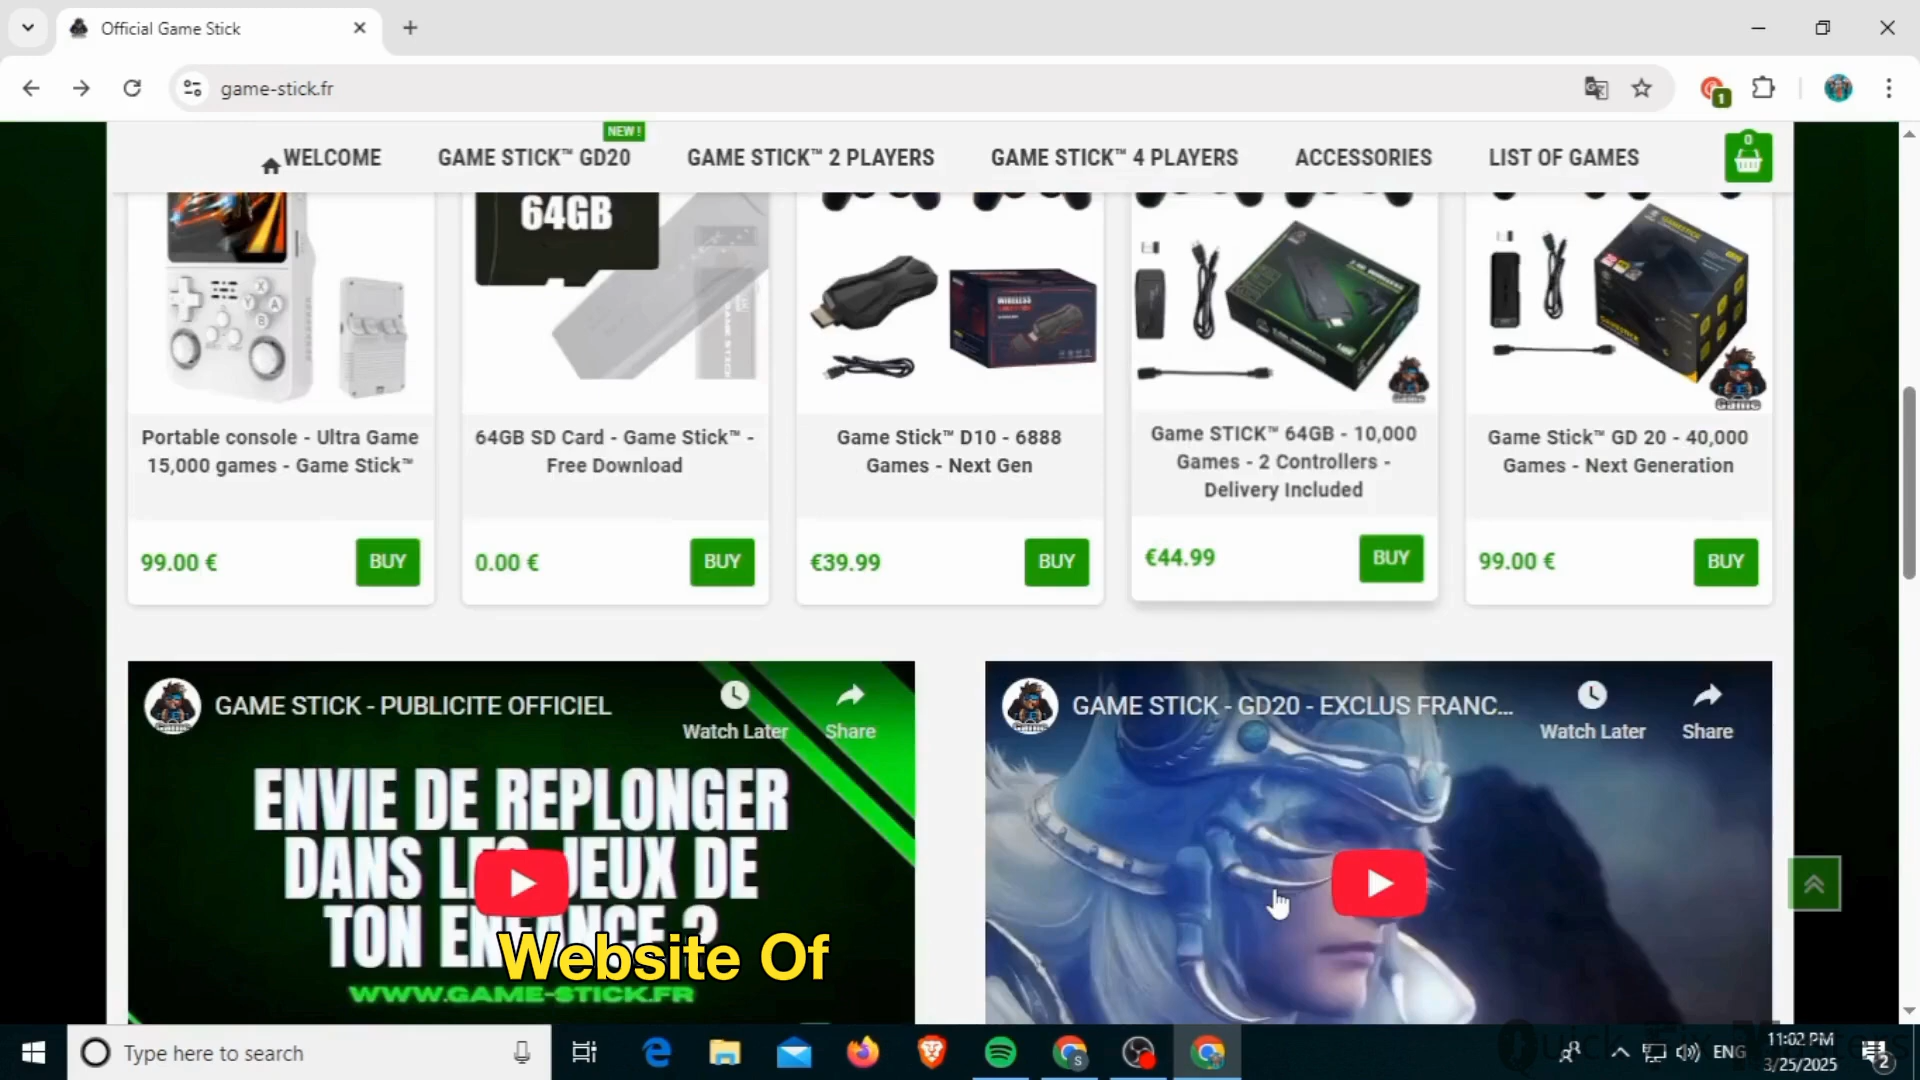 Official Game Stick
game-stick.fr
1
NEW !
WELCOME
GAME STICK™ GD20
GAME STICK™ 2 PLAYERS
GAME STICK™ 4 PLAYERS
ACCESSORIES
LIST OF GAMES
0
64GB
X
Y
A
B
WIRELESS
Game
Portable console - Ultra Game
15,000 games - Game Stick™
64GB SD Card - Game Stick™ -
Free Download
Game Stick™ D10 - 6888
Games - Next Gen
Game STICK™ 64GB - 10,000
Games - 2 Controllers -
Delivery Included
Game Stick™ GD 20 - 40,000
Games - Next Generation
99.00 €
BUY
0.00 €
BUY
€39.99
BUY
€44.99
BUY
99.00 €
BUY
GAME STICK - PUBLICITE OFFICIEL
Watch Later
Share
ENVIE DE REPLONGER
DANS LES JEUX DE
TON ENFANCE ?
WWW.GAME-STICK.FR
GAME STICK - GD20 - EXCLUS FRANC...
Watch Later
Share
Website Of
Type here to search
S
ENG
11:02 PM
3/25/2025
2